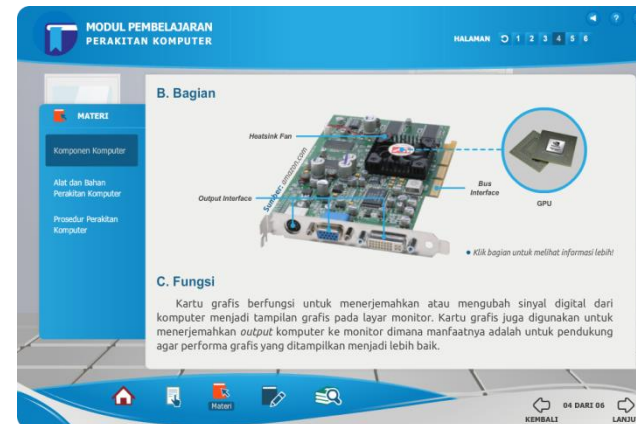 MODUL PEMBELAJARAN
PERAKITAN KOMPUTER
HALAMAN 1 2 3 4 5 6
?
MATERI
Komponen Komputer
Alat dan Bahan
Perakitan Komputer
Prosedur Perakitan
Komputer
B. Bagian
Heatsink Fan
Sumber: amazon.com
Output Interface
Bus
Interface
GPU
• Klik bagian untuk melihat informasi lebih!
C. Fungsi
Kartu grafis berfungsi untuk menerjemahkan atau mengubah sinyal digital dari
komputer menjadi tampilan grafis pada layar monitor. Kartu grafis juga digunakan untuk
menerjemahkan output komputer ke monitor dimana manfaatnya adalah untuk pendukung
agar performa grafis yang ditampilkan menjadi lebih baik.
Materi
04 DARI 06
KEMBALI
LANJU